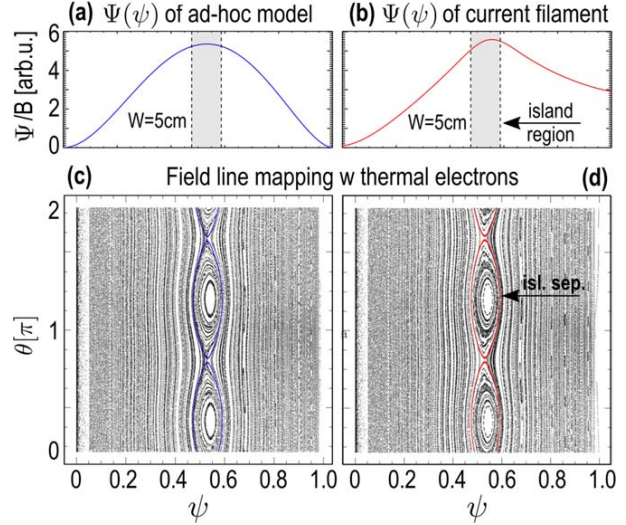 (a) Ψ(ψ) of ad-hoc model
(b) Ψ(ψ) of current filament
Ψ/B [arb.u.]
6
4
2
0
W=5cm
W=5cm
island
region
(c) Field line mapping w thermal electrons (d)
θ[π]
2
1
0
isl. sep.
0 0.2 0.4 0.6 0.8 1.0
0.2 0.4 0.6 0.8 1.0
ψ
ψ